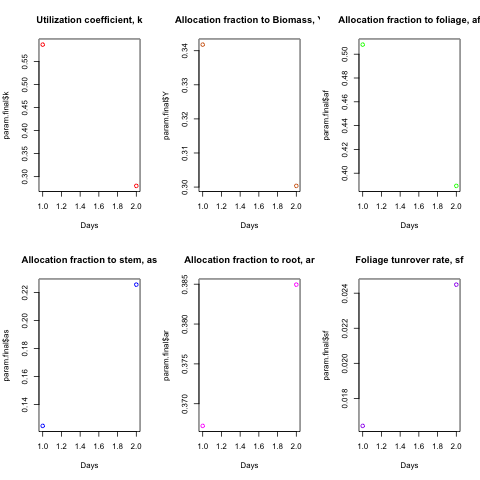 Utilization coefficient, k
param.final$k
0.55
0.50
0.45
0.40
0.35
0.30
1.0 1.2 1.4 1.6 1.8 2.0
Days
Allocation fraction to Biomass,
param.final$Y
0.34
0.33
0.32
0.31
0.30
1.0 1.2 1.4 1.6 1.8 2.0
Days
Allocation fraction to foliage, af
param.final$af
0.50
0.48
0.46
0.44
0.42
0.40
1.0 1.2 1.4 1.6 1.8 2.0
Days
Allocation fraction to stem, as
param.final$as
0.22
0.20
0.18
0.16
0.14
1.0 1.2 1.4 1.6 1.8 2.0
Days
Allocation fraction to root, ar
param.final$ar
0.385
0.380
0.375
0.370
1.0 1.2 1.4 1.6 1.8 2.0
Days
Foliage tunrover rate, sf
param.final$sf
0.024
0.022
0.020
0.018
1.0 1.2 1.4 1.6 1.8 2.0
Days